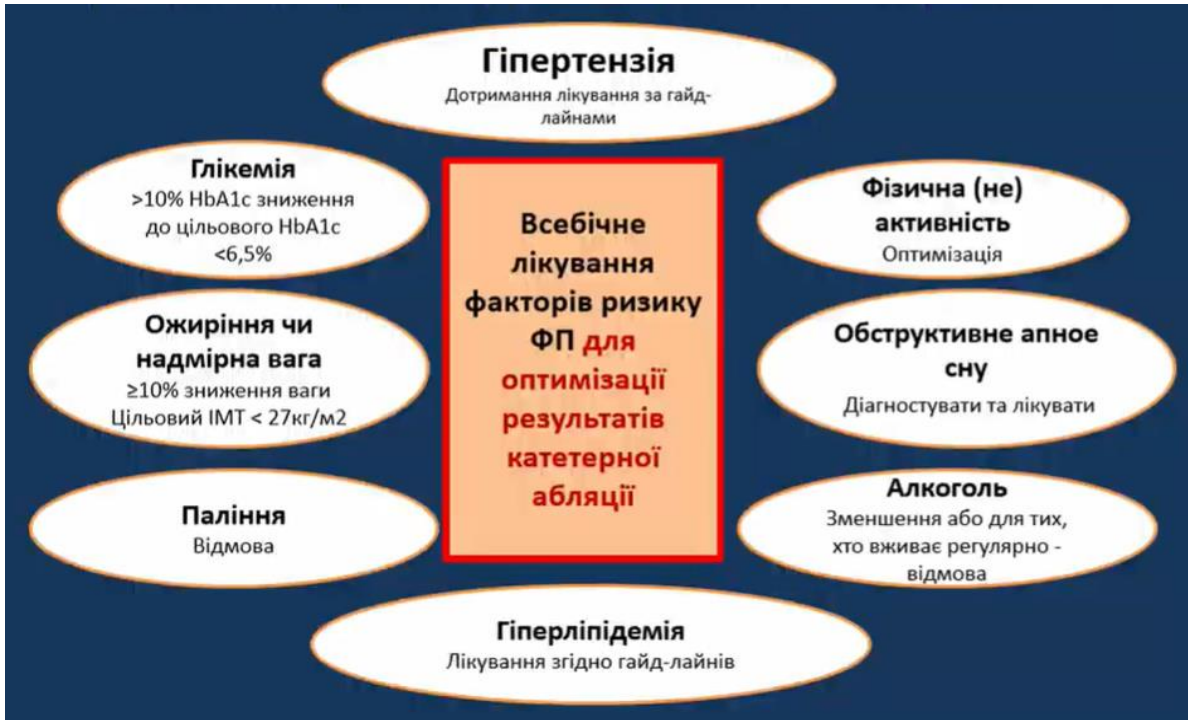 Гіпертензія
Дотримання лікування за гайд-
лайнами
Глікемія
>10% HbA1c зниження
до цільового HbA1c
<6,5%
Ожиріння чи
надмірна вага
≥10% зниження ваги
Цільовий ІМТ < 27кг/м2
Паління
Відмова
Всебічне
лікування
факторів ризику
ФП для
оптимізації
результатів
катетерної
абляції
Фізична (не)
активність
Оптимізація
Обструктивне апное
сну
Діагностувати та лікувати
Алкоголь
Зменшення або для тих,
хто вживає регулярно -
відмова
Гіперліпідемія
Лікування згідно гайд-лайнів